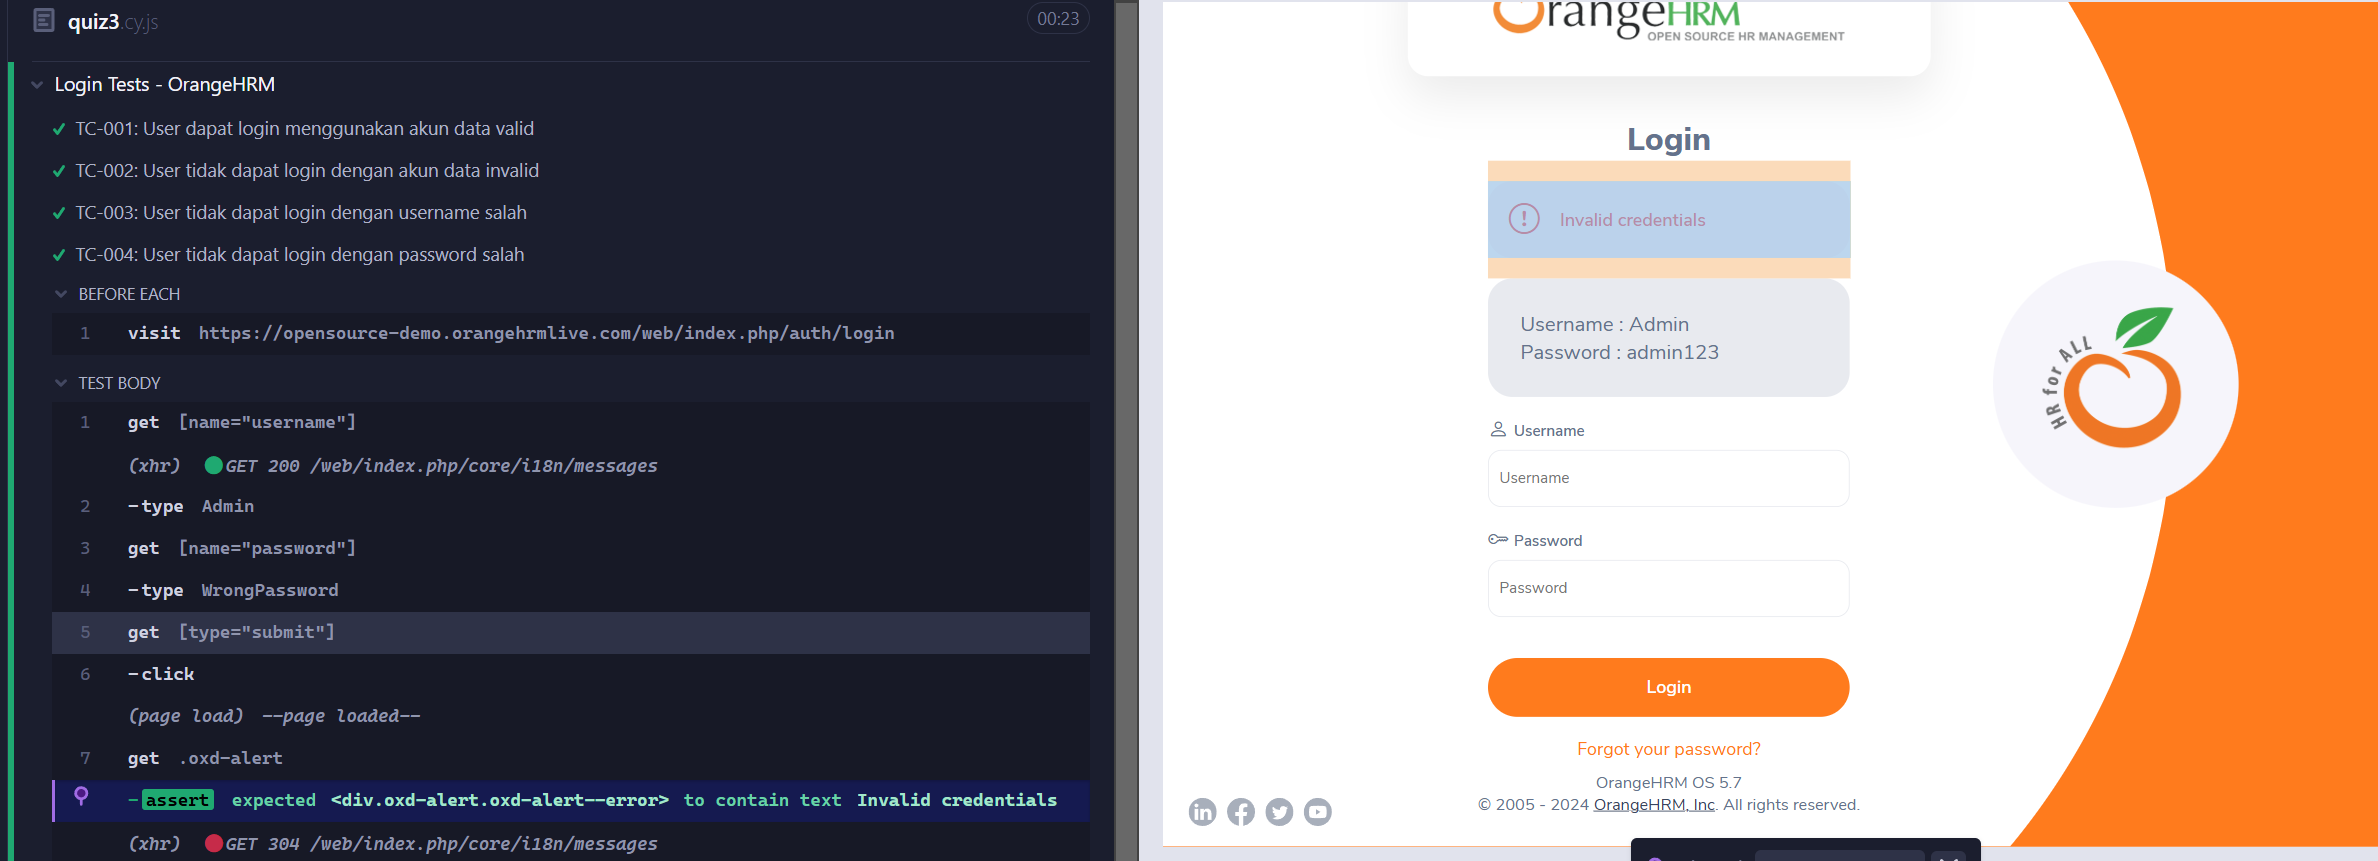 quiz3.cy.js
00:23
Login Tests - OrangeHRM
TC-001: User dapat login menggunakan akun data valid
TC-002: User tidak dapat login dengan akun data invalid
TC-003: User tidak dapat login dengan username salah
TC-004: User tidak dapat login dengan password salah
BEFORE EACH
1 visit https://opensource-demo.orangehrmlive.com/web/index.php/auth/login
TEST BODY
1 get [name="username"]
(xhr) GET 200 /web/index.php/core/i18n/messages
2 -type Admin
3 get [name="password"]
4 -type WrongPassword
5 get [type="submit"]
6 -click
(page load) --page loaded--
7 get .oxd-alert
-assert expected <div.oxd-alert.oxd-alert--error> to contain text Invalid credentials
(xhr) GET 304 /web/index.php/core/i18n/messages
OrangeHRM
OPEN SOURCE HR MANAGEMENT
Login
Invalid credentials
Username : Admin
Password : admin123
Username
Username
Password
Password
Login
Forgot your password?
OrangeHRM OS 5.7
© 2005 - 2024 OrangeHRM, Inc. All rights reserved.
HR for ALL